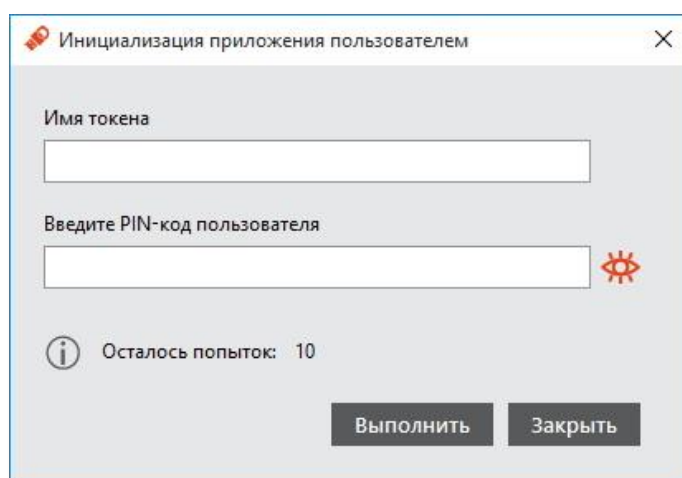 Инициализация приложения пользователем
Имя токена
Введите PIN-код пользователя
Осталось попыток: 10
Выполнить Закрыть